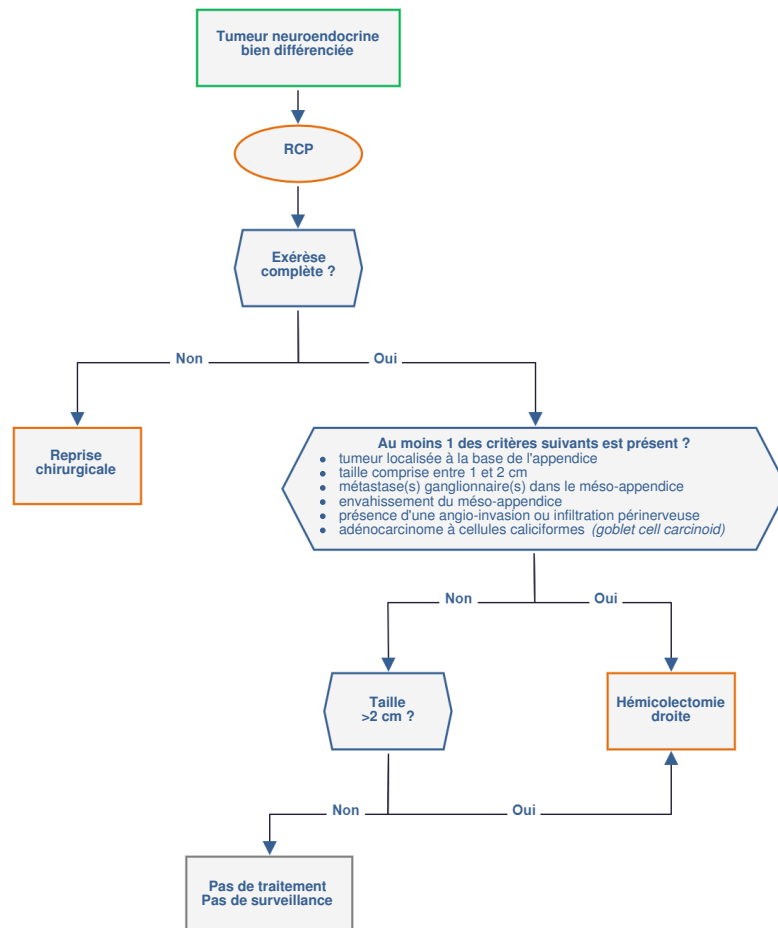 Tumeur neuroendocrine
bien différenciée
RCP
Exérèse
complète ?
Non
Oui
Reprise
chirurgicale
Au moins 1 des critères suivants est présent ?
● tumeur localisée à la base de l'appendice
● taille comprise entre 1 et 2 cm
● métastase(s) ganglionnaire(s) dans le méso-appendice
● envahissement du méso-appendice
● présence d'une angio-invasion ou infiltration périnerveuse
● adénocarcinome à cellules caliciformes (goblet cell carcinoid)
Non
Oui
Taille
>2 cm ?
Hémicolectomie
droite
Non
Oui
Pas de traitement
Pas de surveillance